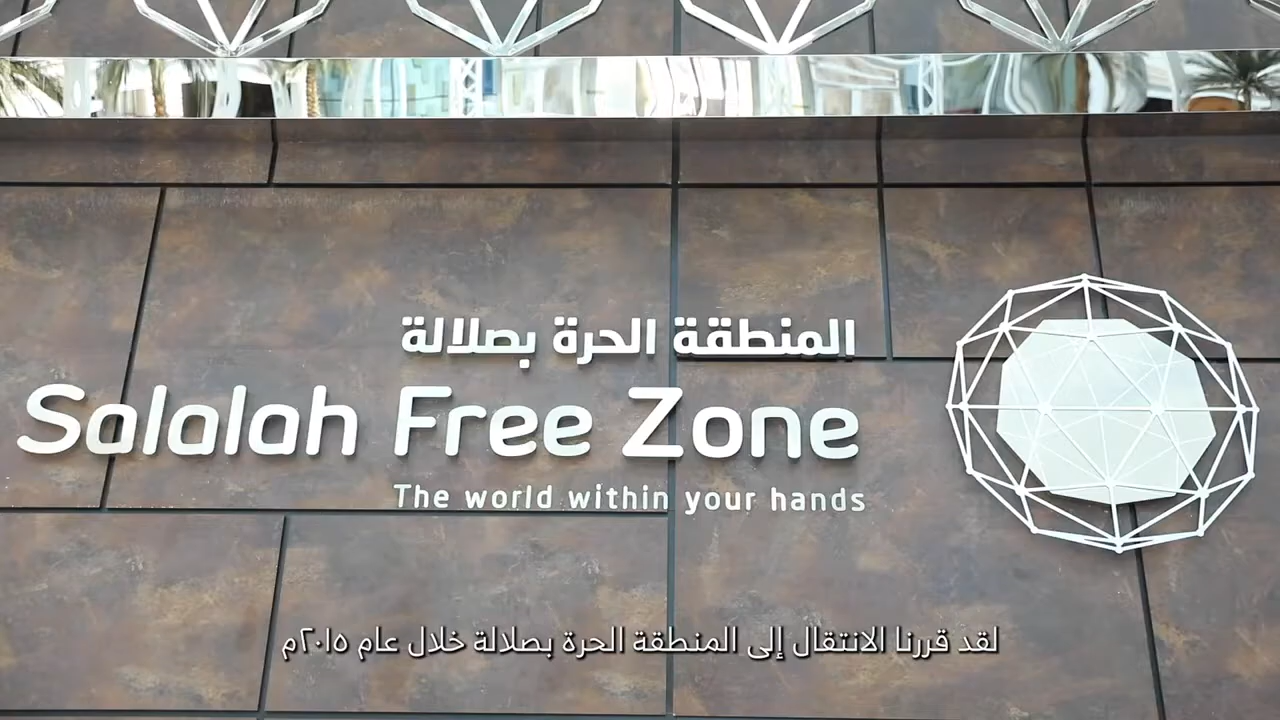 المنطقة الحرة بصلالة
Salalah Free Zone
The world within your hands
لقد قررنا الانتقال إلى المنطقة الحرة بصلالة خلال عام ٢٠١٥م